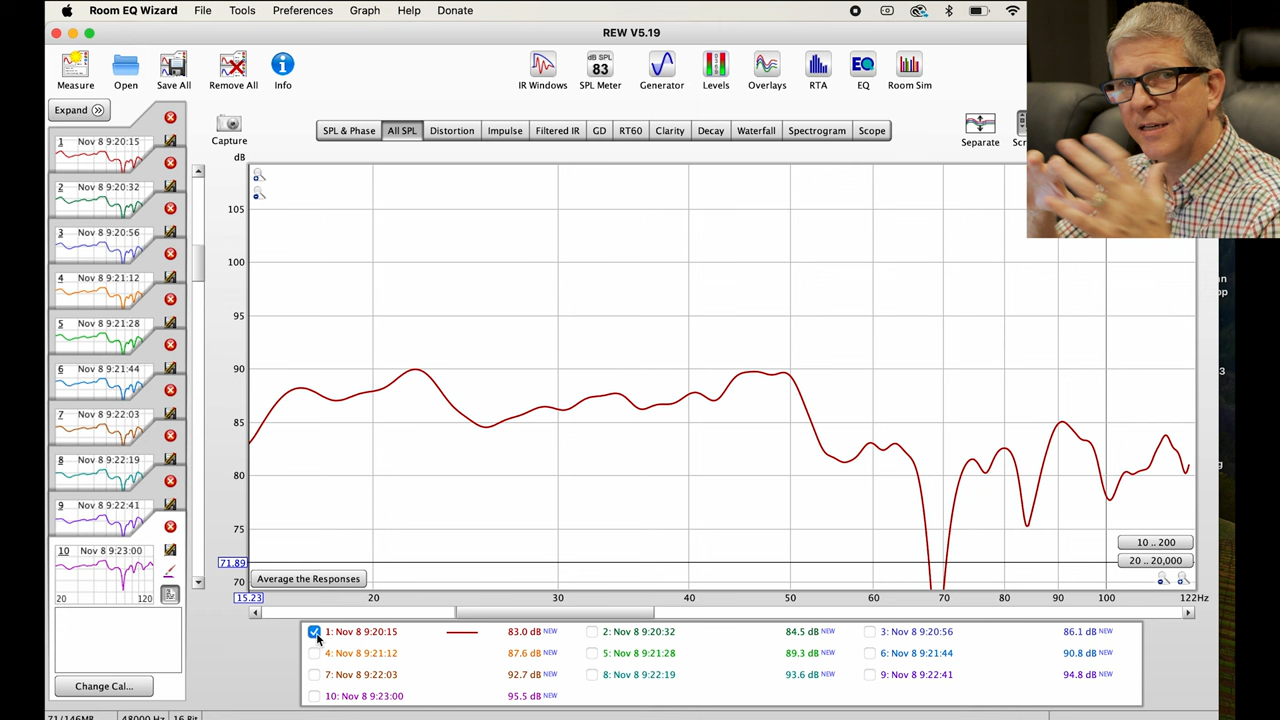 Room EQ Wizard File Tools Preferences Graph Help Donate
REW V5.19
dB SPL
83
Measure Open Save All Remove All Info IR Windows SPL Meter Generator Levels Overlays RTA EQ Room Sim
Expand
Capture
SPL & Phase All SPL Distortion Impulse Filtered IR GD RT60 Clarity Decay Waterfall Spectrogram Scope
Separate
dB
105
100
95
90
85
80
75
71.89
70
1 Nov 8 9:20:15
2 Nov 8 9:20:32
3 Nov 8 9:20:56
4 Nov 8 9:21:12
5 Nov 8 9:21:28
6 Nov 8 9:21:44
7 Nov 8 9:22:03
8 Nov 8 9:22:19
9 Nov 8 9:22:41
10 Nov 8 9:23:00
20 120
10 .. 200
20 .. 20,000
Average the Responses
15.23 20 30 40 50 60 70 80 100 122Hz
1: Nov 8 9:20:15 83.0 dB NEW 2: Nov 8 9:20:32 84.5 dB NEW 3: Nov 8 9:20:56 86.1 dB NEW
4: Nov 8 9:21:12 87.6 dB NEW 5: Nov 8 9:21:28 89.3 dB NEW 6: Nov 8 9:21:44 90.8 dB NEW
7: Nov 8 9:22:03 92.7 dB NEW 8: Nov 8 9:22:19 93.6 dB NEW 9: Nov 8 9:22:41 94.8 dB NEW
10: Nov 8 9:23:00 95.5 dB NEW
Change Cal...
71/146MB 48000 Hz 16 Bit